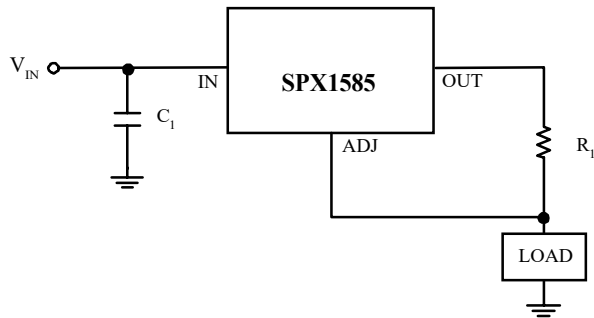 V_IN
IN
SPX1585
OUT
C_1
ADJ
R_1
LOAD